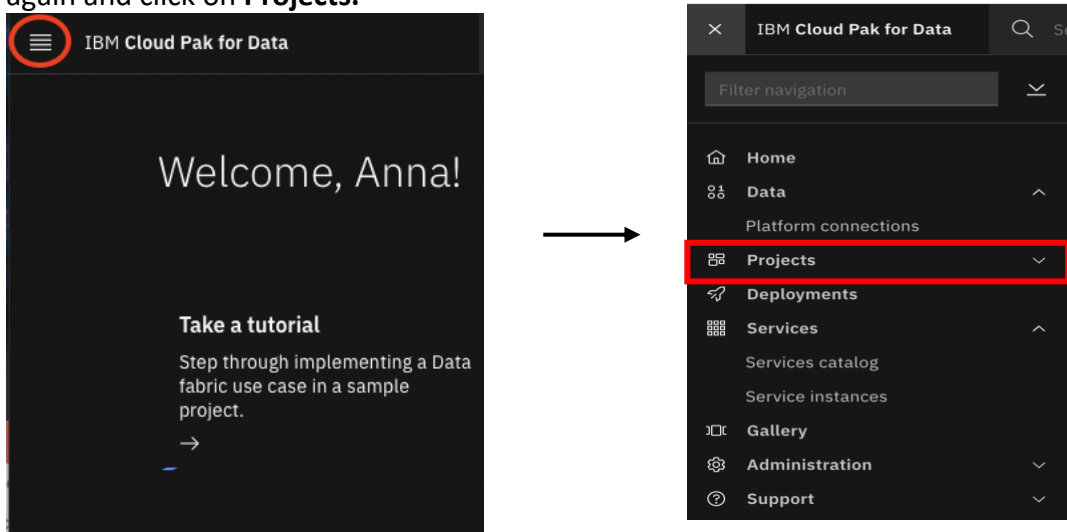 again and click on Projects.
IBM Cloud Pak for Data
Welcome, Anna!
Take a tutorial
Step through implementing a Data
fabric use case in a sample
project.
IBM Cloud Pak for Data
Filter navigation
Home
Data
Platform connections
Projects
Deployments
Services
Services catalog
Service instances
Gallery
Administration
Support